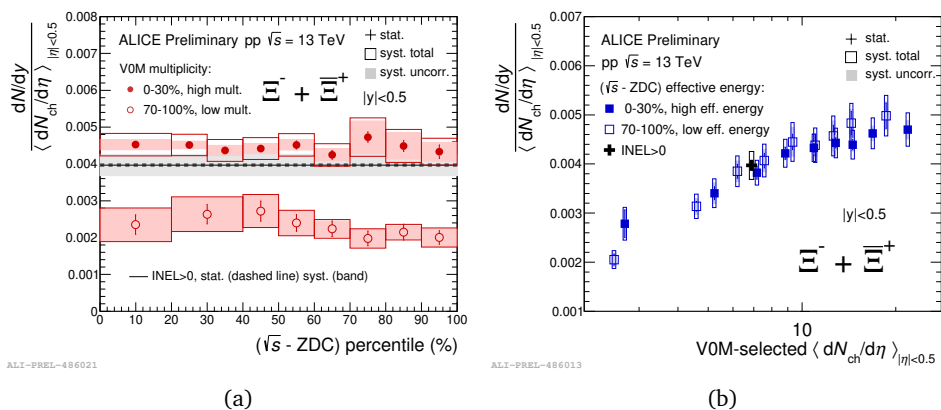 0.008
0.007
0.006
0.005
0.004
0.003
0.002
0.001
dN/dy
⟨ dN_ch/dη ⟩ |η|<0.5
ALICE Preliminary pp √s = 13 TeV
V0M multiplicity:
0-30%, high mult.
70-100%, low mult.
Ξ⁻ + Ξ̅⁺
stat.
syst. total
syst. uncorr.
|y|<0.5
INEL>0, stat. (dashed line) syst. (band)
0 10 20 30 40 50 60 70 80 90 100
(√s - ZDC) percentile (%)
ALI-PREL-486021
(a)
0.007
0.006
0.005
0.004
0.003
0.002
0.001
dN/dy
⟨ dN_ch/dη ⟩ |η|<0.5
ALICE Preliminary
pp √s = 13 TeV
(√s - ZDC) effective energy:
0-30%, high eff. energy
70-100%, low eff. energy
INEL>0
stat.
syst. total
syst. uncorr.
|y|<0.5
Ξ⁻ + Ξ̅⁺
10
V0M-selected ⟨ dN_ch/dη ⟩ |η|<0.5
ALI-PREL-486013
(b)